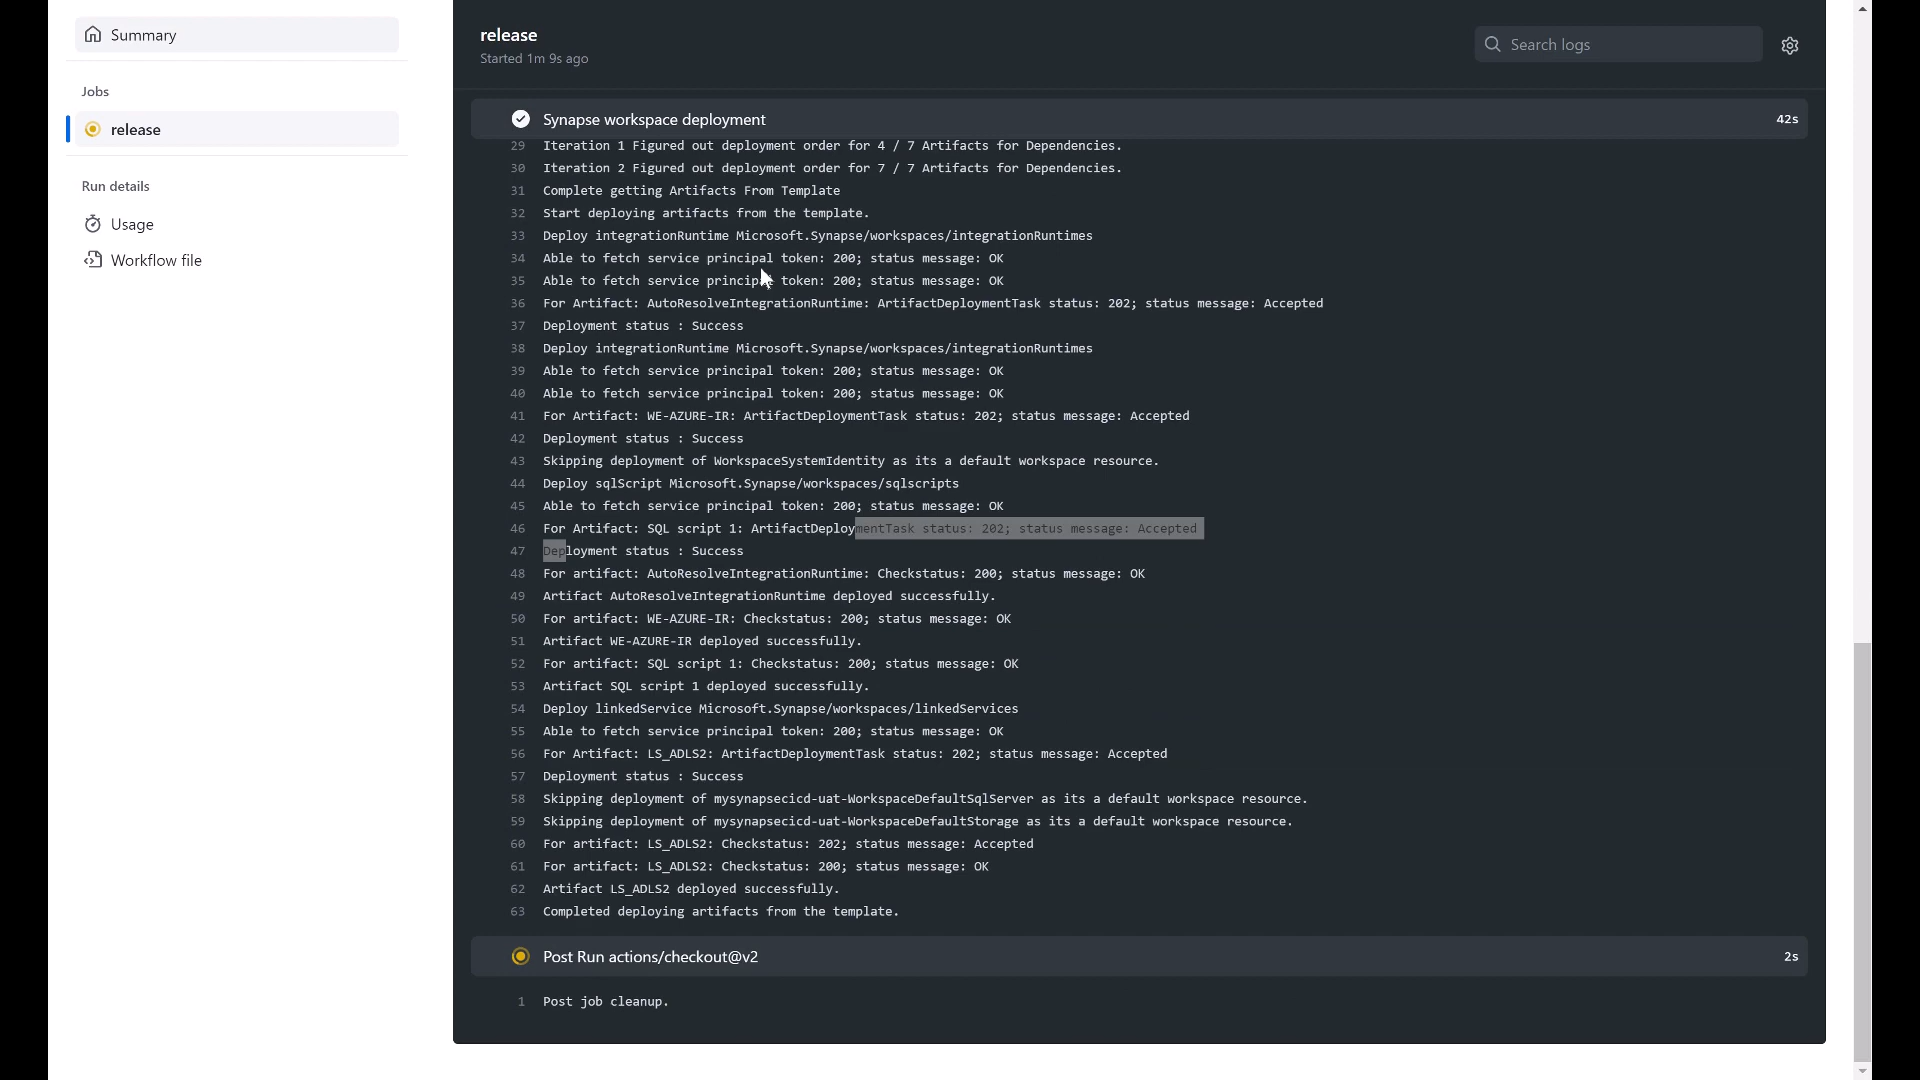 Summary
Jobs
release
Run details
Usage
Workflow file
release
Started 1m 9s ago
Search logs
Synapse workspace deployment 42s
29 Iteration 1 Figured out deployment order for 4 / 7 Artifacts for Dependencies.
30 Iteration 2 Figured out deployment order for 7 / 7 Artifacts for Dependencies.
31 Complete getting Artifacts From Template
32 Start deploying artifacts from the template.
33 Deploy integrationRuntime Microsoft.Synapse/workspaces/integrationRuntimes
34 Able to fetch service principal token: 200; status message: OK
35 Able to fetch service principal token: 200; status message: OK
36 For Artifact: AutoResolveIntegrationRuntime: ArtifactDeploymentTask status: 202; status message: Accepted
37 Deployment status : Success
38 Deploy integrationRuntime Microsoft.Synapse/workspaces/integrationRuntimes
39 Able to fetch service principal token: 200; status message: OK
40 Able to fetch service principal token: 200; status message: OK
41 For Artifact: WE-AZURE-IR: ArtifactDeploymentTask status: 202; status message: Accepted
42 Deployment status : Success
43 Skipping deployment of WorkspaceSystemIdentity as its a default workspace resource.
44 Deploy sqlScript Microsoft.Synapse/workspaces/sqlscripts
45 Able to fetch service principal token: 200; status message: OK
46 For Artifact: SQL script 1: ArtifactDeploymentTask status: 202; status message: Accepted
47 Deployment status : Success
48 For artifact: AutoResolveIntegrationRuntime: Checkstatus: 200; status message: OK
49 Artifact AutoResolveIntegrationRuntime deployed successfully.
50 For artifact: WE-AZURE-IR: Checkstatus: 200; status message: OK
51 Artifact WE-AZURE-IR deployed successfully.
52 For artifact: SQL script 1: Checkstatus: 200; status message: OK
53 Artifact SQL script 1 deployed successfully.
54 Deploy linkedService Microsoft.Synapse/workspaces/linkedServices
55 Able to fetch service principal token: 200; status message: OK
56 For Artifact: LS_ADLS2: ArtifactDeploymentTask status: 202; status message: Accepted
57 Deployment status : Success
58 Skipping deployment of mysynapsecicd-uat-WorkspaceDefaultSqlServer as its a default workspace resource.
59 Skipping deployment of mysynapsecicd-uat-WorkspaceDefaultStorage as its a default workspace resource.
60 For artifact: LS_ADLS2: Checkstatus: 202; status message: Accepted
61 For artifact: LS_ADLS2: Checkstatus: 200; status message: OK
62 Artifact LS_ADLS2 deployed successfully.
63 Completed deploying artifacts from the template.
Post Run actions/checkout@v2 2s
1 Post job cleanup.